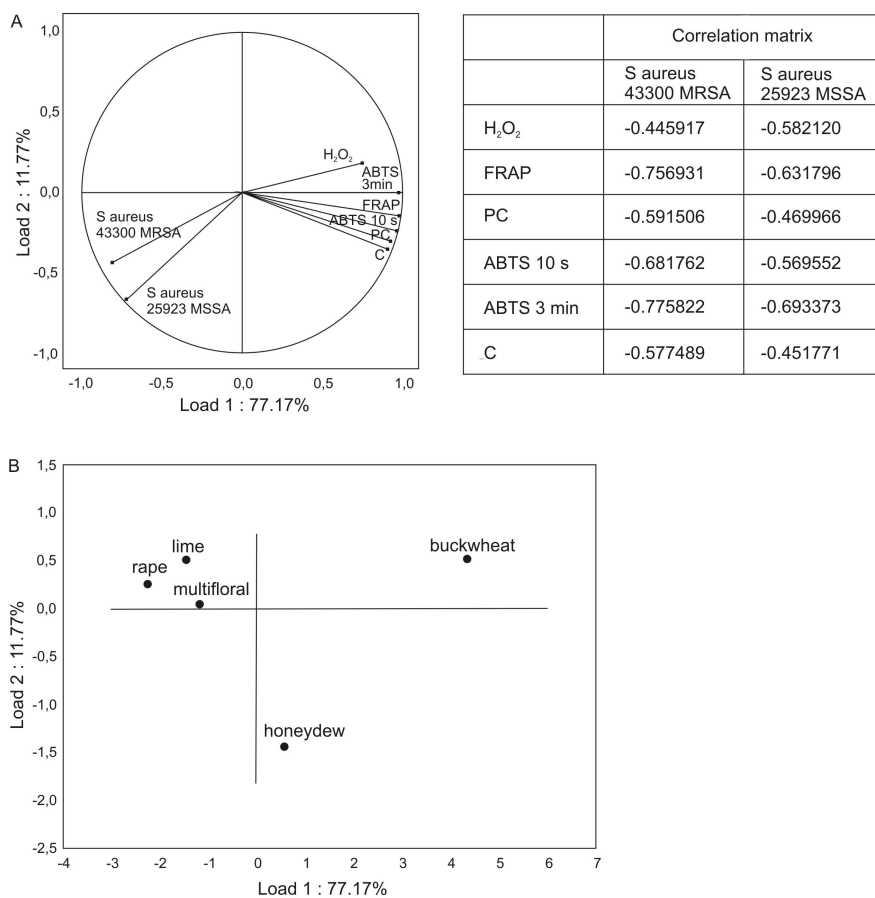 A
1,0
0,5
0,0
-0,5
-1,0
Load 2 : 11.77%
H₂O₂
ABTS
3min
FRAP
ABTS 10 s
PC
C
S aureus
43300 MRSA
S aureus
25923 MSSA
-1,0 -0,5 0,0 0,5 1,0
Load 1 : 77.17%
Correlation matrix
S aureus
43300 MRSA
S aureus
25923 MSSA
H₂O₂ -0.445917 -0.582120
FRAP -0.756931 -0.631796
PC -0.591506 -0.469966
ABTS 10 s -0.681762 -0.569552
ABTS 3 min -0.775822 -0.693373
C -0.577489 -0.451771
B
1,5
1,0
0,5
0,0
-0,5
-1,0
-1,5
-2,0
-2,5
Load 2 : 11.77%
lime
rape
multifloral
buckwheat
honeydew
-4 -3 -2 -1 0 1 2 3 4 5 6 7
Load 1 : 77.17%